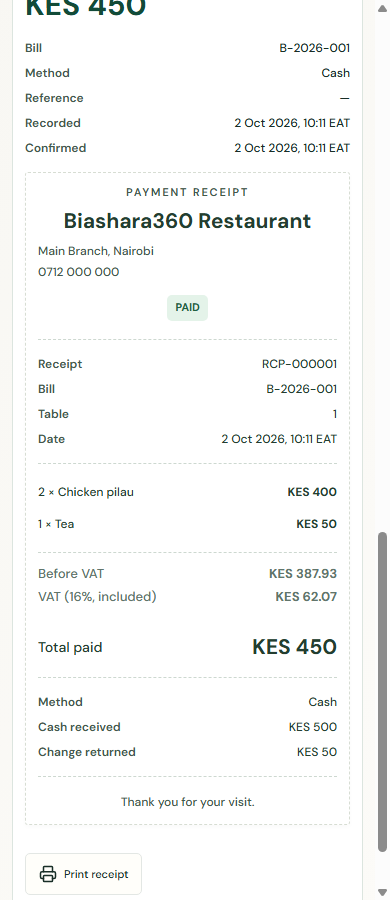 KES 450
Bill B-2026-001
Method Cash
Reference —
Recorded 2 Oct 2026, 10:11 EAT
Confirmed 2 Oct 2026, 10:11 EAT
PAYMENT RECEIPT
Biashara360 Restaurant
Main Branch, Nairobi
0712 000 000
PAID
Receipt RCP-000001
Bill B-2026-001
Table 1
Date 2 Oct 2026, 10:11 EAT
2 × Chicken pilau KES 400
1 × Tea KES 50
Before VAT KES 387.93
VAT (16%, included) KES 62.07
Total paid KES 450
Method Cash
Cash received KES 500
Change returned KES 50
Thank you for your visit.
Print receipt